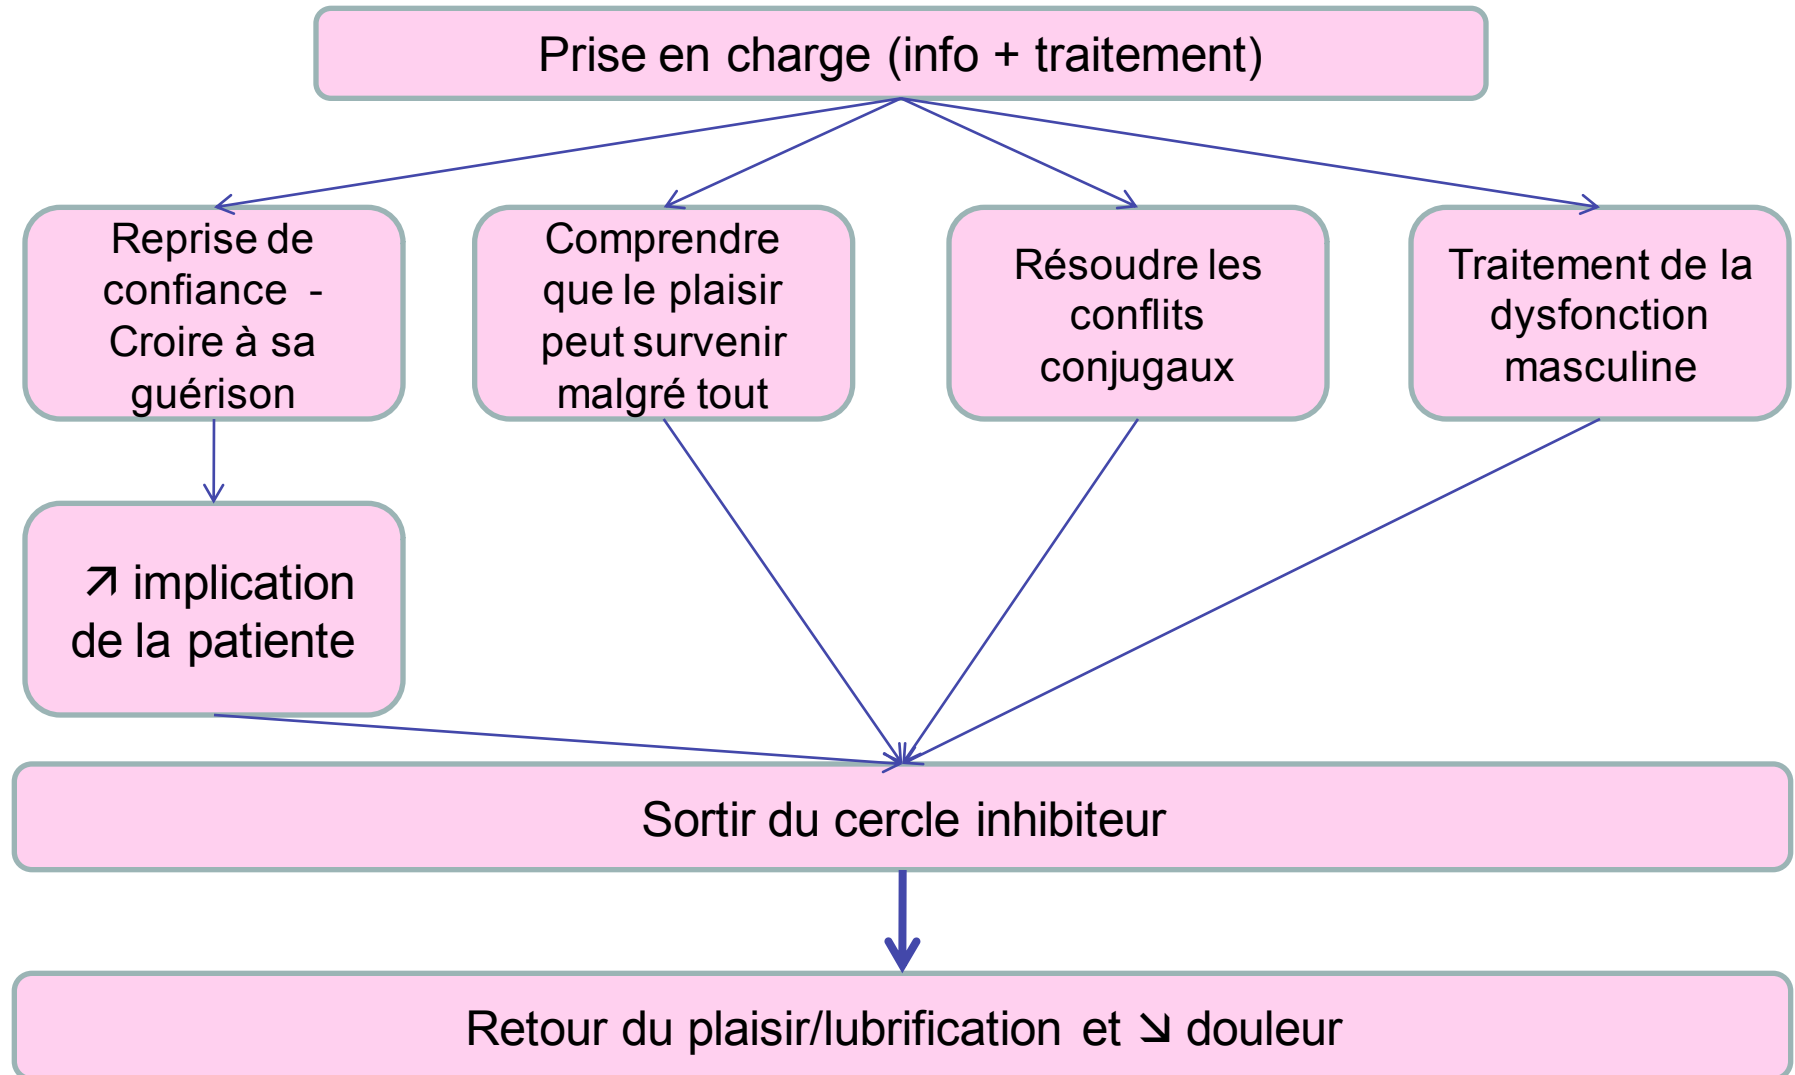 Prise en charge (info + traitement)
Reprise de
confiance -
Croire à sa
guérison
Comprendre
que le plaisir
peut survenir
malgré tout
Résoudre les
conflits
conjugaux
Traitement de la
dysfonction
masculine
↗ implication
de la patiente
Sortir du cercle inhibiteur
Retour du plaisir/lubrification et ↘ douleur